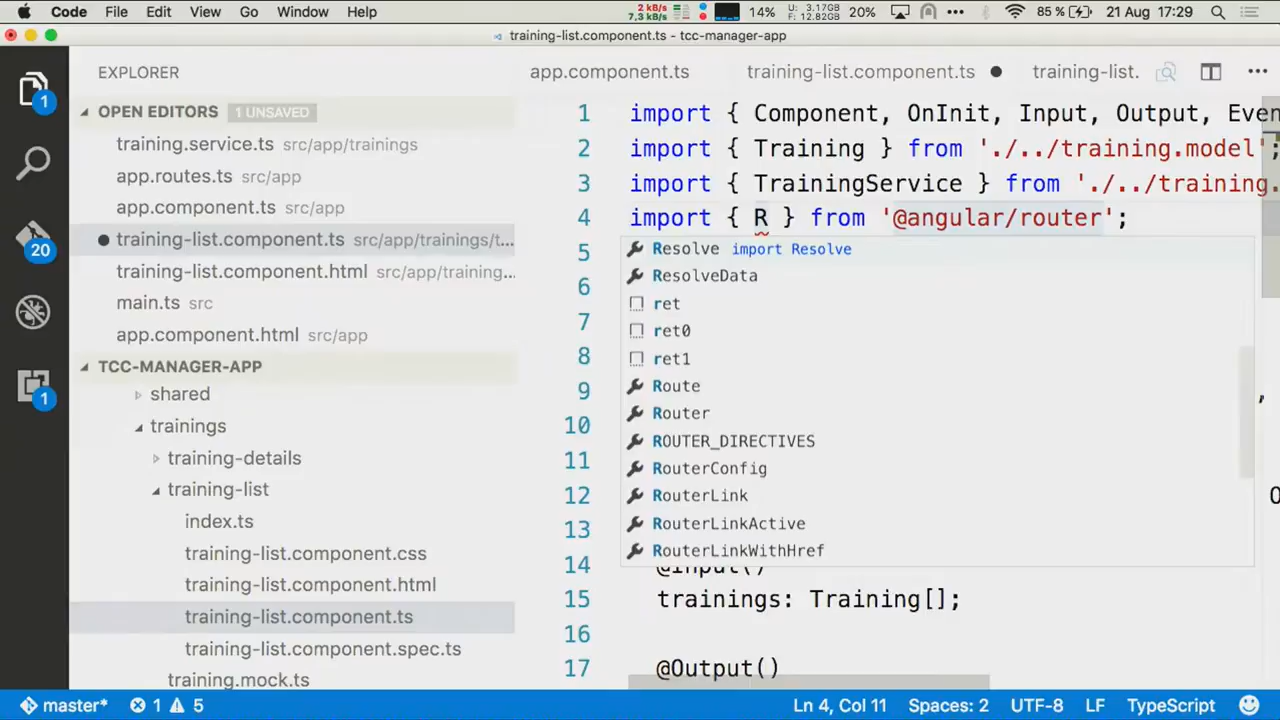 Code File Edit View Go Window Help 2 kB/s 7,3 kB/s 14% U: 3.17GB F: 12.82GB 20% 85 % 21 Aug 17:29
training-list.component.ts - tcc-manager-app
EXPLORER
OPEN EDITORS 1 UNSAVED
training.service.ts src/app/trainings
app.routes.ts src/app
app.component.ts src/app
training-list.component.ts src/app/trainings/t...
training-list.component.html src/app/training...
main.ts src
app.component.html src/app
TCC-MANAGER-APP
shared
trainings
training-details
training-list
index.ts
training-list.component.css
training-list.component.html
training-list.component.ts
training-list.component.spec.ts
training.mock.ts
1
20
1
app.component.ts training-list.component.ts training-list.
1 import { Component, OnInit, Input, Output, Even
2 import { Training } from './../training.model';
3 import { TrainingService } from './../training.
4 import { R } from '@angular/router';
5
6
7
8
9 ,
10
11
12 O
13
14 @Input()
15 trainings: Training[];
16
17 @Output()
Resolve import Resolve
ResolveData
ret
ret0
ret1
Route
Router
ROUTER_DIRECTIVES
RouterConfig
RouterLink
RouterLinkActive
RouterLinkWithHref
master* 1 5 Ln 4, Col 11 Spaces: 2 UTF-8 LF TypeScript